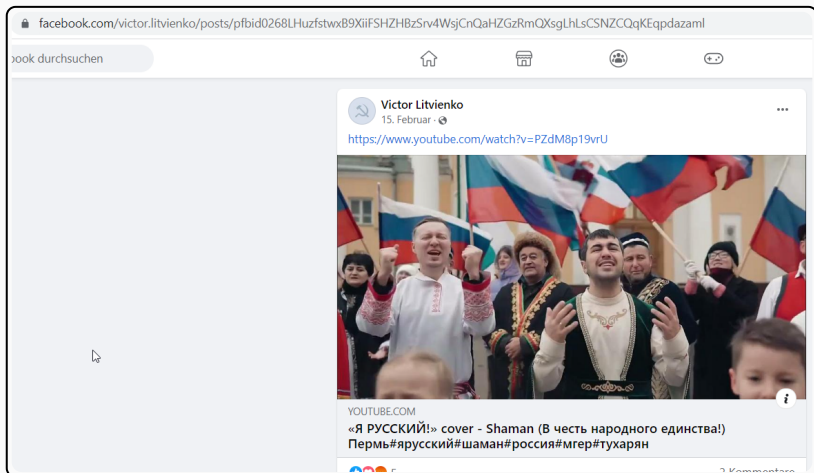 facebook.com/victor.litvienko/posts/pfbid0268LHuzfstwxB9XiiFSHZHBzSrv4WsjCnQaHZGzRmQXsgLhLsCSNZCQqKEqpdazaml
book durchsuchen
Victor Litvienko
15. Februar ·
https://www.youtube.com/watch?v=PZdM8p19vrU
YOUTUBE.COM
«Я РУССКИЙ!» cover - Shaman (В честь народного единства!)
Пермь#ярусский#шаман#россия#мгер#тухарян
5
2 Kommentare